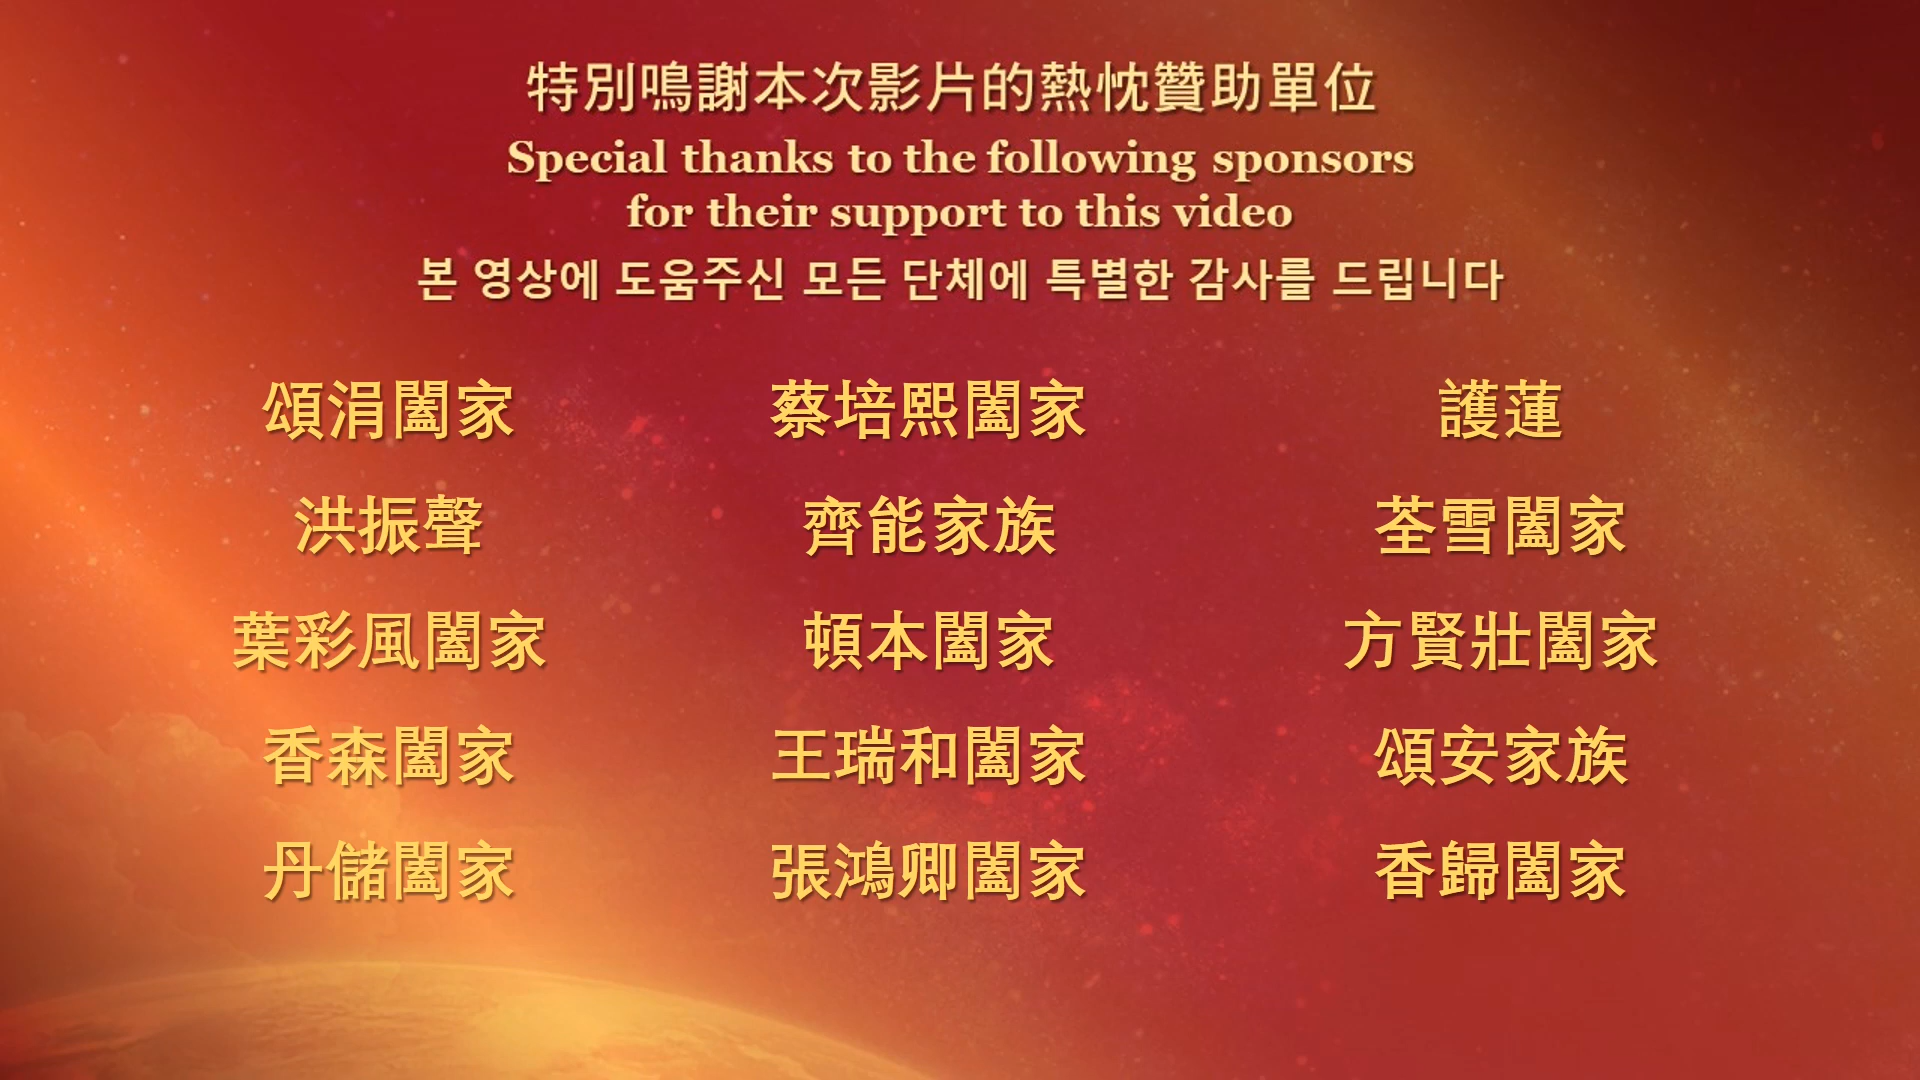 特別鳴謝本次影片的熱忱贊助單位
Special thanks to the following sponsors
for their support to this video
본 영상에 도움주신 모든 단체에 특별한 감사를 드립니다
頌涓闔家 蔡培熙闔家 護蓮
洪振聲 齊能家族 荃雪闔家
葉彩風闔家 頓本闔家 方賢壯闔家
香森闔家 王瑞和闔家 頌安家族
丹儲闔家 張鴻卿闔家 香歸闔家